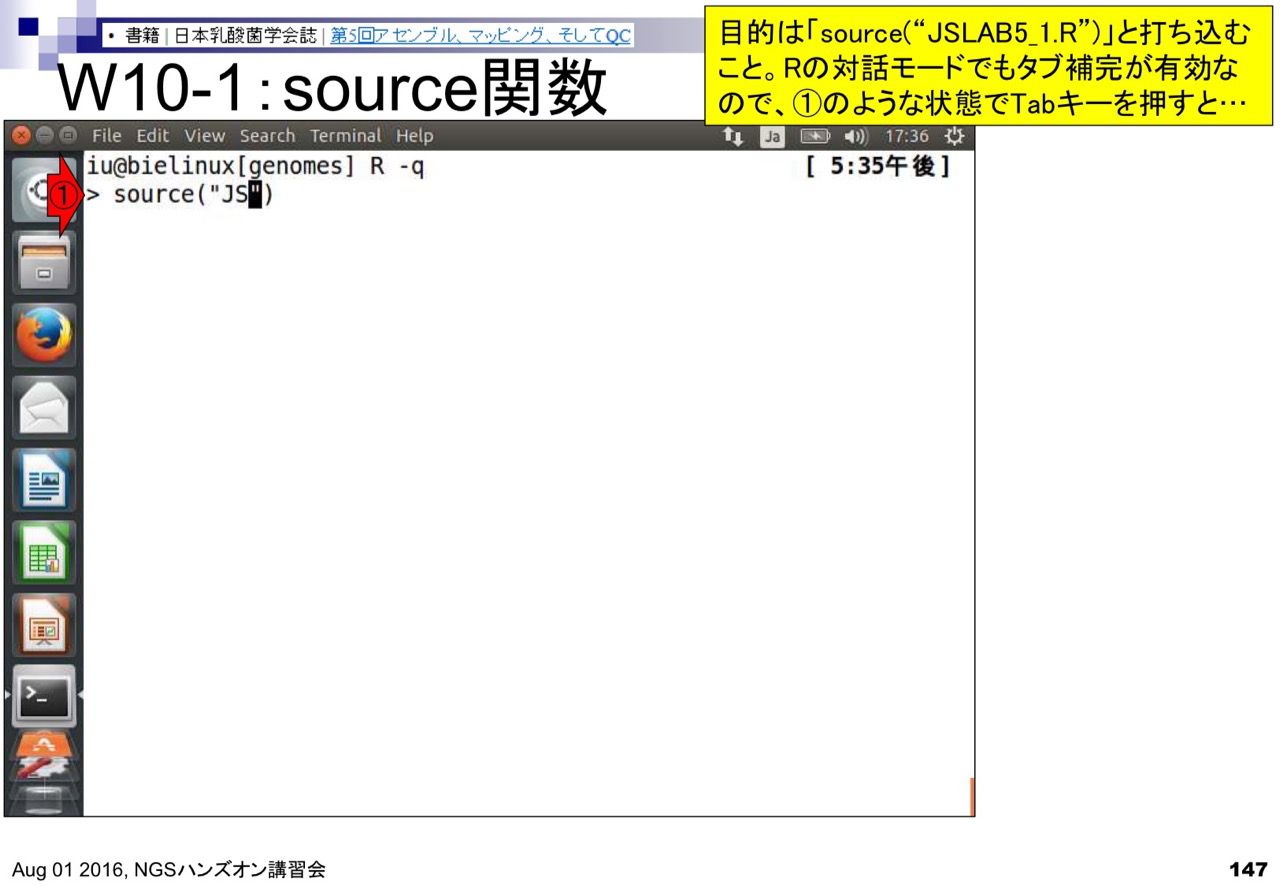 ・ 書籍 | 日本乳酸菌学会誌 | 第5回アセンブル、マッピング、そしてQC
W10-1：source関数
目的は「source(“JSLAB5_1.R”)」と打ち込む
こと。Rの対話モードでもタブ補完が有効な
ので、①のような状態でTabキーを押すと…
File Edit View Search Terminal Help
Ja 17:36
iu@bielinux[genomes] R -q [ 5:35午後]
① > source("JS")
Aug 01 2016, NGSハンズオン講習会
147